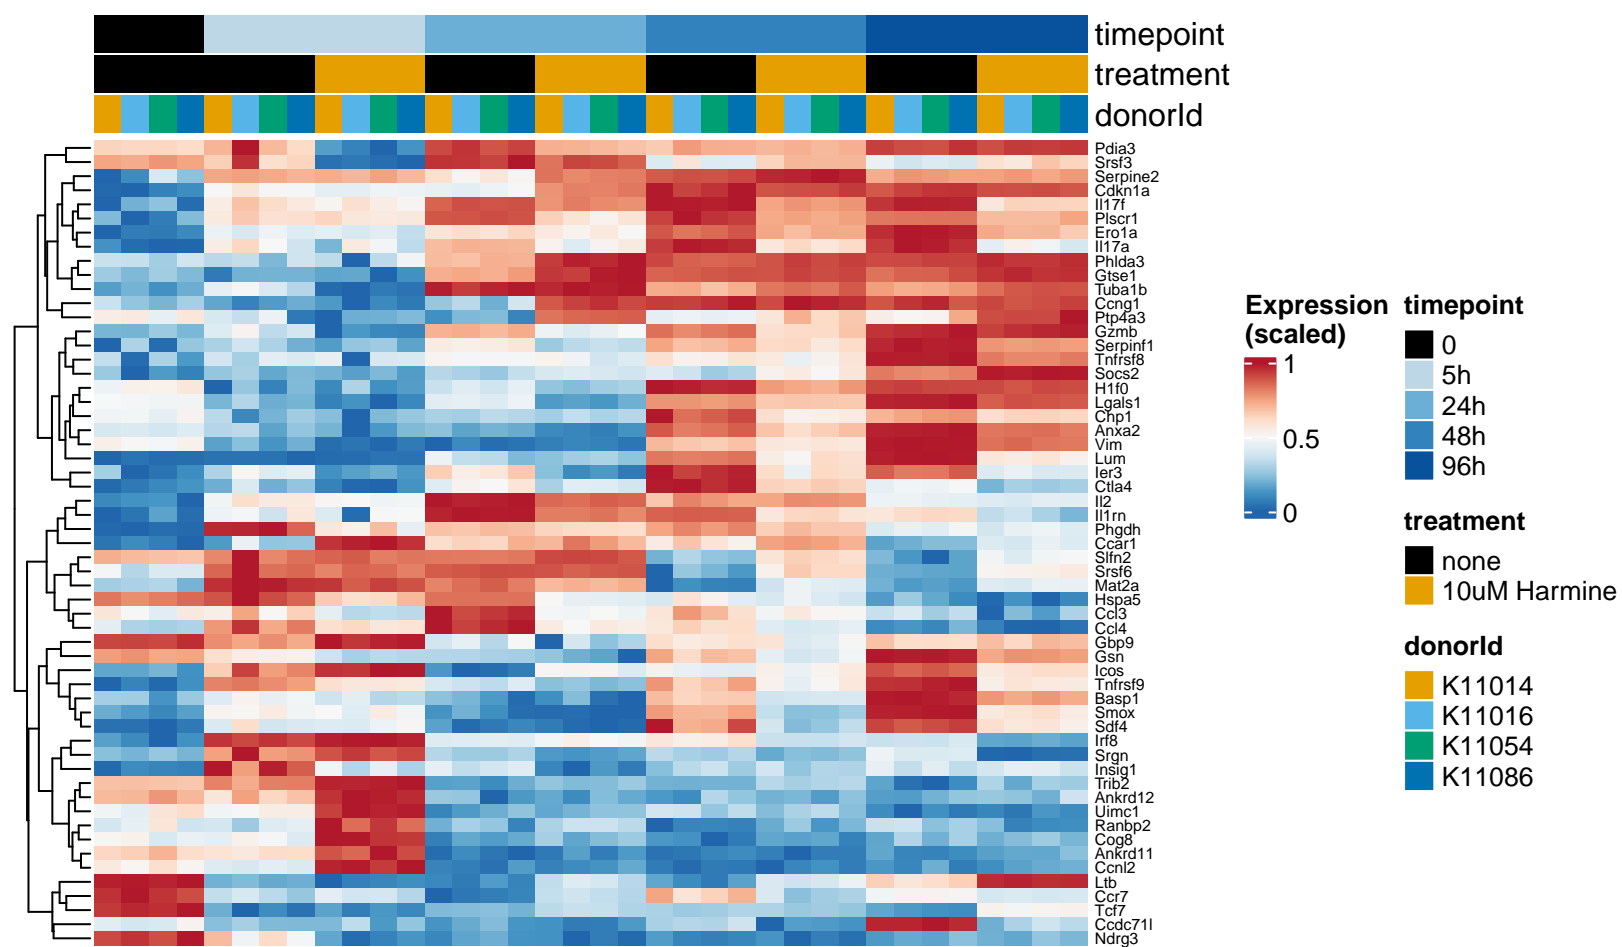 timepoint
treatment
donorId
Pdia3
Srsf3
Serpine2
Cdkn1a
Il17f
Plscr1
Ero1a
Il17a
Phlda3
Gtse1
Tuba1b
Ccng1
Ptp4a3
Gzmb
Serpinf1
Tnfrsf8
Socs2
H1f0
Lgals1
Chp1
Anxa2
Vim
Lum
Ier3
Ctla4
Il2
Il1rn
Phgdh
Ccar1
Slfn2
Srsf6
Mat2a
Hspa5
Ccl3
Ccl4
Gbp9
Gsn
Icos
Tnfrsf9
Basp1
Smox
Sdf4
Irf8
Srgn
Insig1
Trib2
Ankrd12
Uimc1
Ranbp2
Cog8
Ankrd11
Ccnl2
Ltb
Ccr7
Tcf7
Ccdc71l
Ndrg3
Expression
(scaled)
1
0.5
0
timepoint
0
5h
24h
48h
96h
treatment
none
10uM Harmine
donorId
K11014
K11016
K11054
K11086